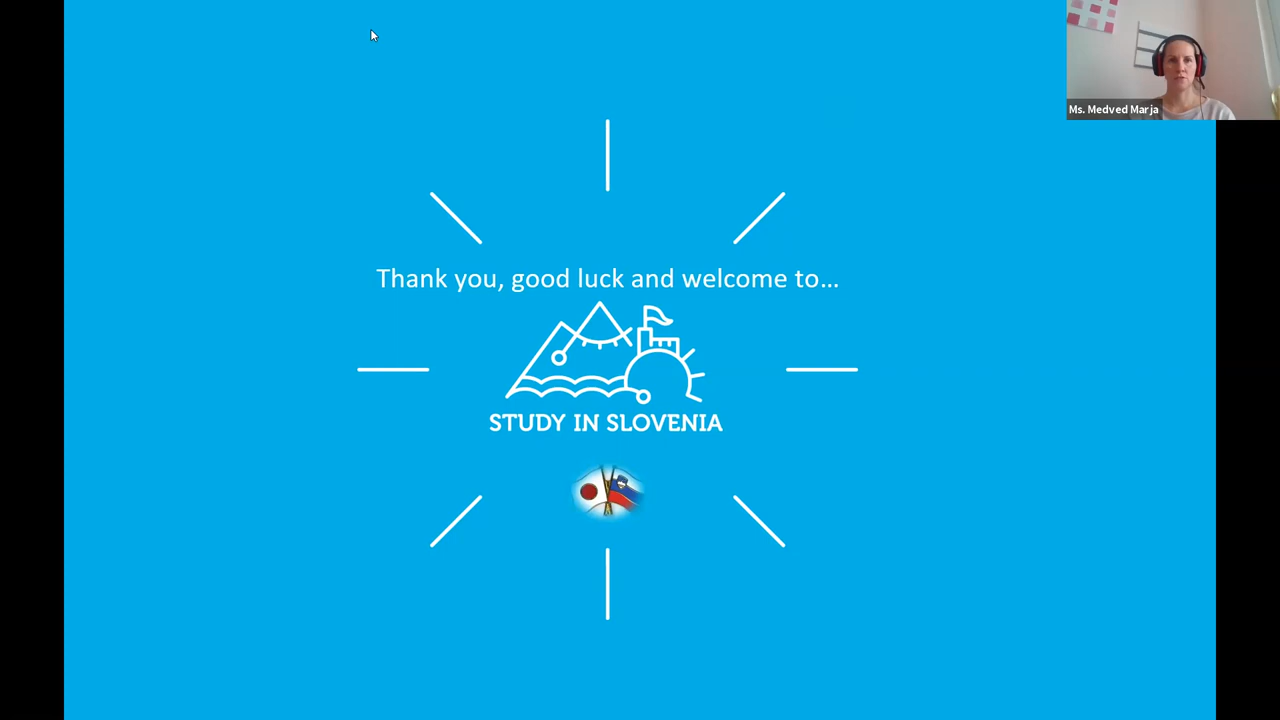 Ms. Medved Marja
Thank you, good luck and welcome to…
STUDY IN SLOVENIA